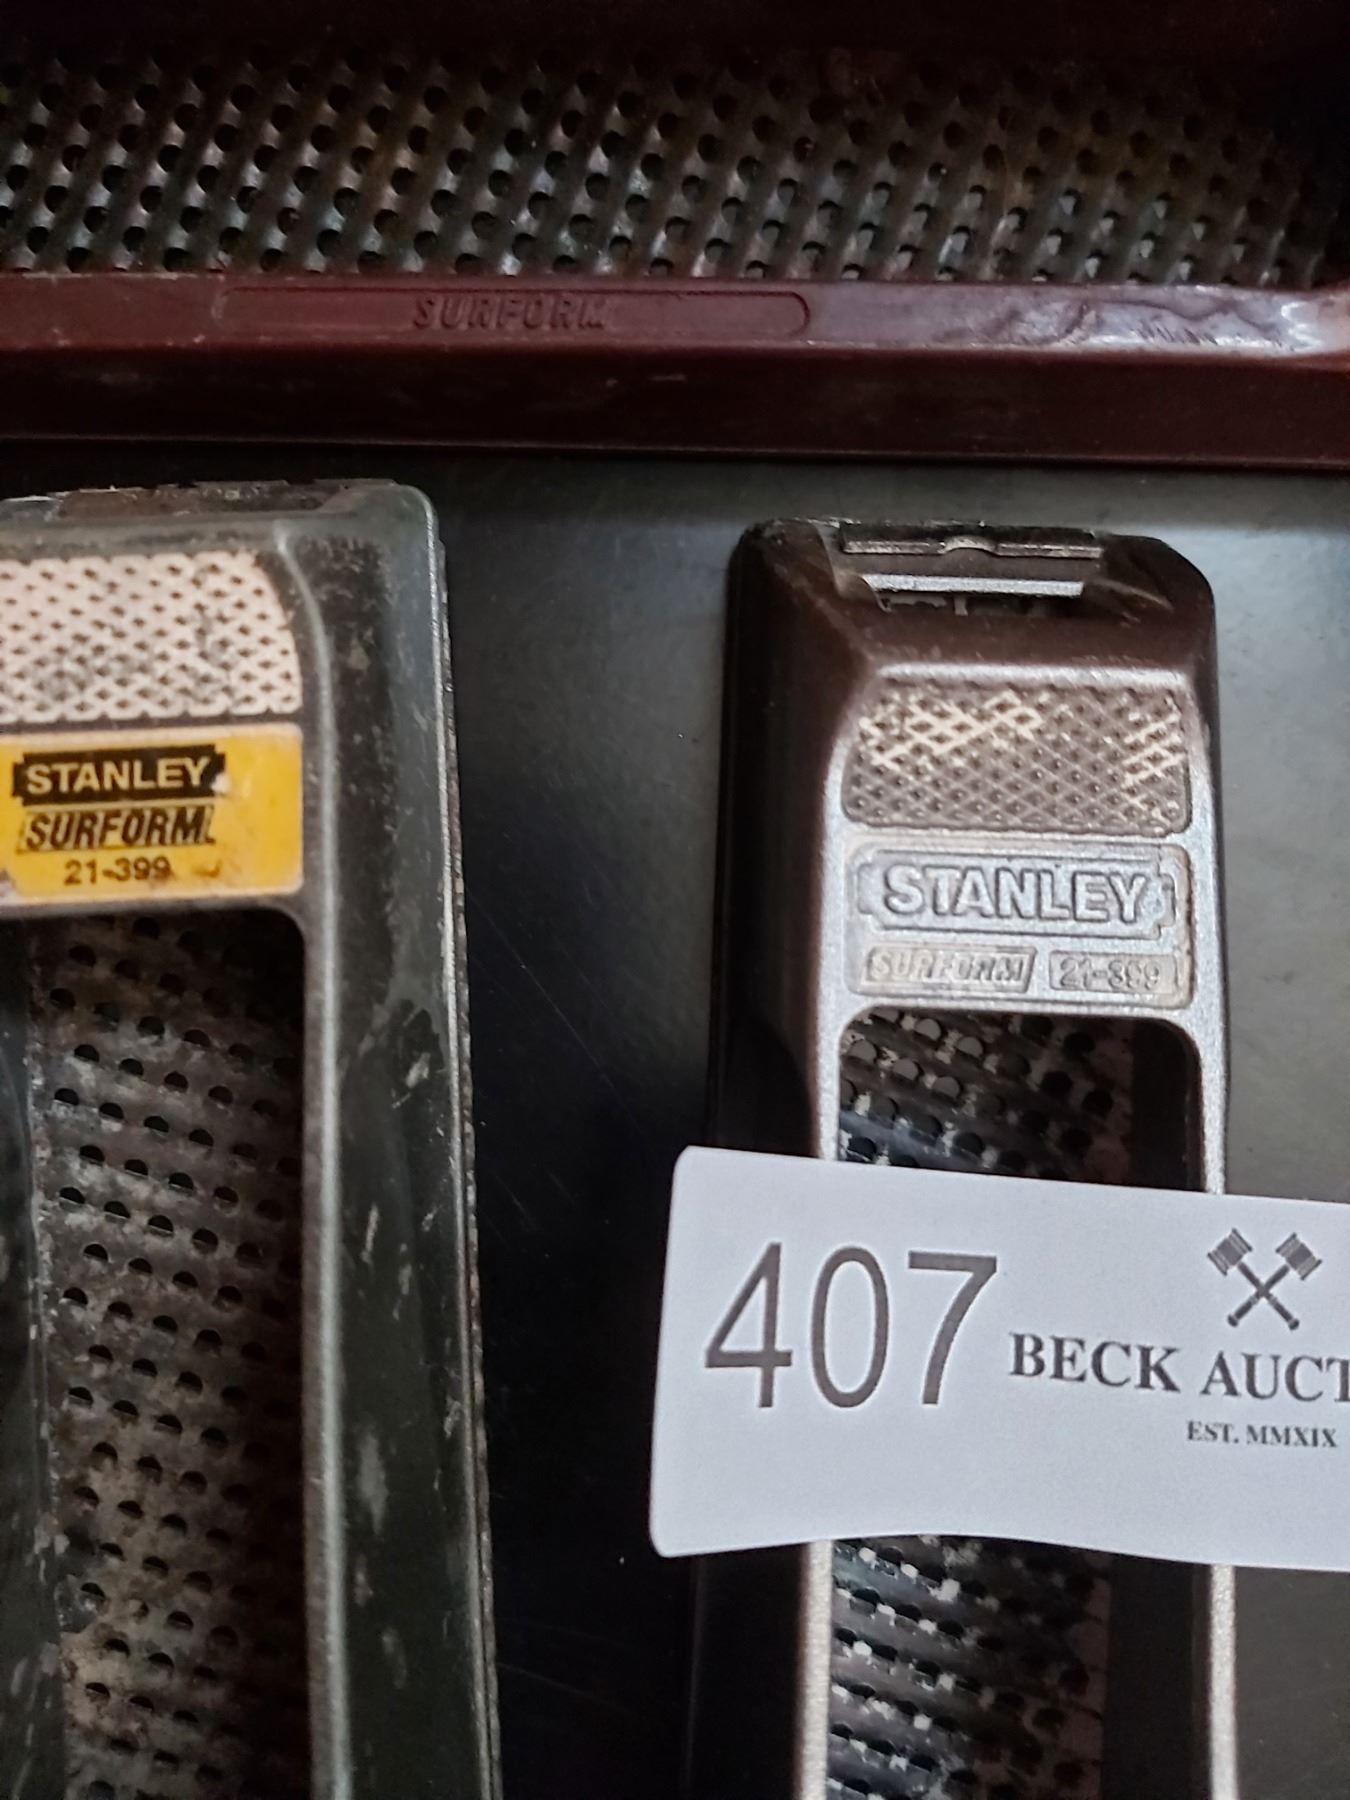 SURFORM
STANLEY
SURFORM
21-399
STANLEY
SURFORM 21-399
407
BECK AUCT
EST. MMXIX